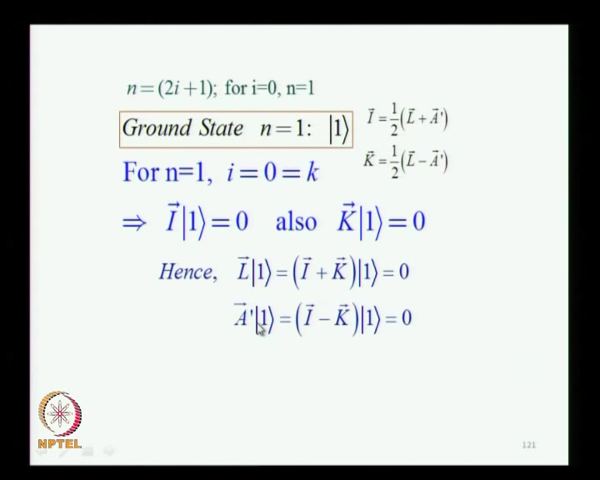 n = (2i + 1); for i=0, n=1
Ground State n = 1: |1⟩
I⃗ = 1/2 (L⃗ + A⃗')
K⃗ = 1/2 (L⃗ − A⃗')
For n=1, i = 0 = k
⇒ I⃗|1⟩ = 0 also K⃗|1⟩ = 0
Hence, L⃗|1⟩ = (I⃗ + K⃗)|1⟩ = 0
A⃗'|1⟩ = (I⃗ − K⃗)|1⟩ = 0
NPTEL
121